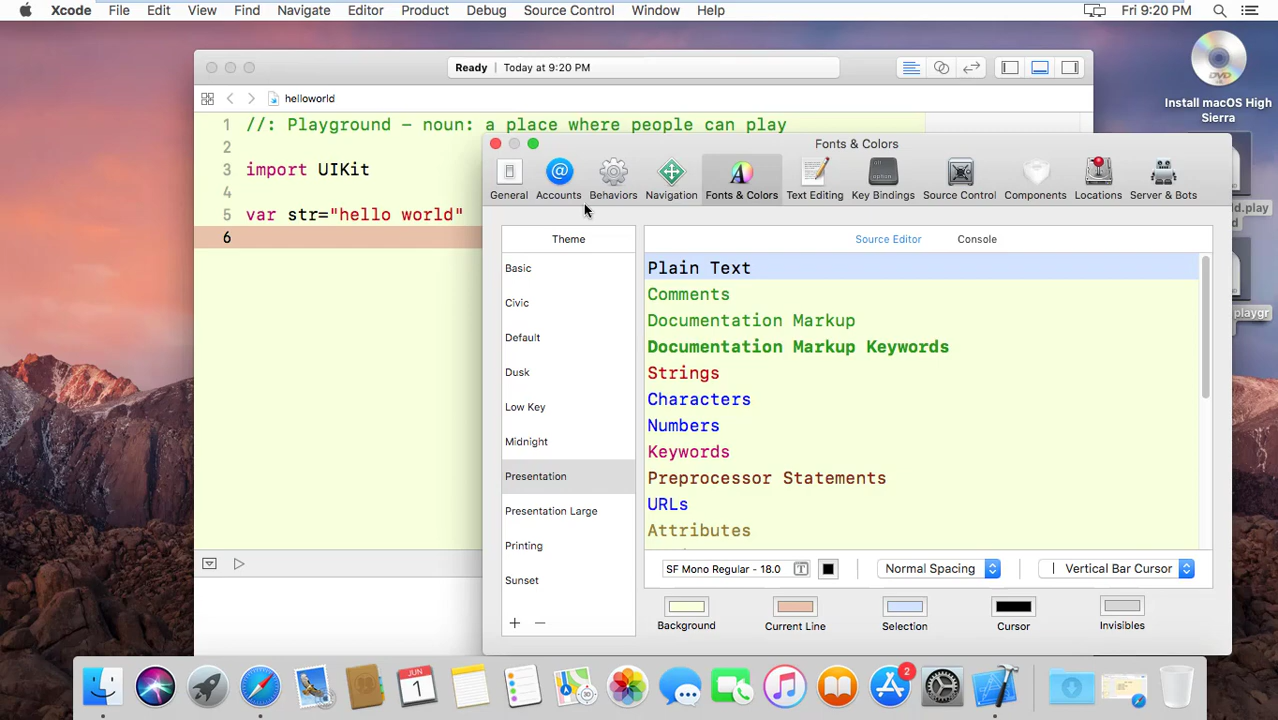 Xcode File Edit View Find Navigate Editor Product Debug Source Control Window Help Fri 9:20 PM
Ready | Today at 9:20 PM
helloworld
1 //: Playground – noun: a place where people can play
2
3 import UIKit
4
5 var str="hello world"
6
Install macOS High
Sierra
Fonts & Colors
General Accounts Behaviors Navigation Fonts & Colors Text Editing Key Bindings Source Control Components Locations Server & Bots
Theme
Basic
Civic
Default
Dusk
Low Key
Midnight
Presentation
Presentation Large
Printing
Sunset
+ −
Source Editor Console
Plain Text
Comments
Documentation Markup
Documentation Markup Keywords
Strings
Characters
Numbers
Keywords
Preprocessor Statements
URLs
Attributes
SF Mono Regular - 18.0 T Normal Spacing Vertical Bar Cursor
Background Current Line Selection Cursor Invisibles
2
1